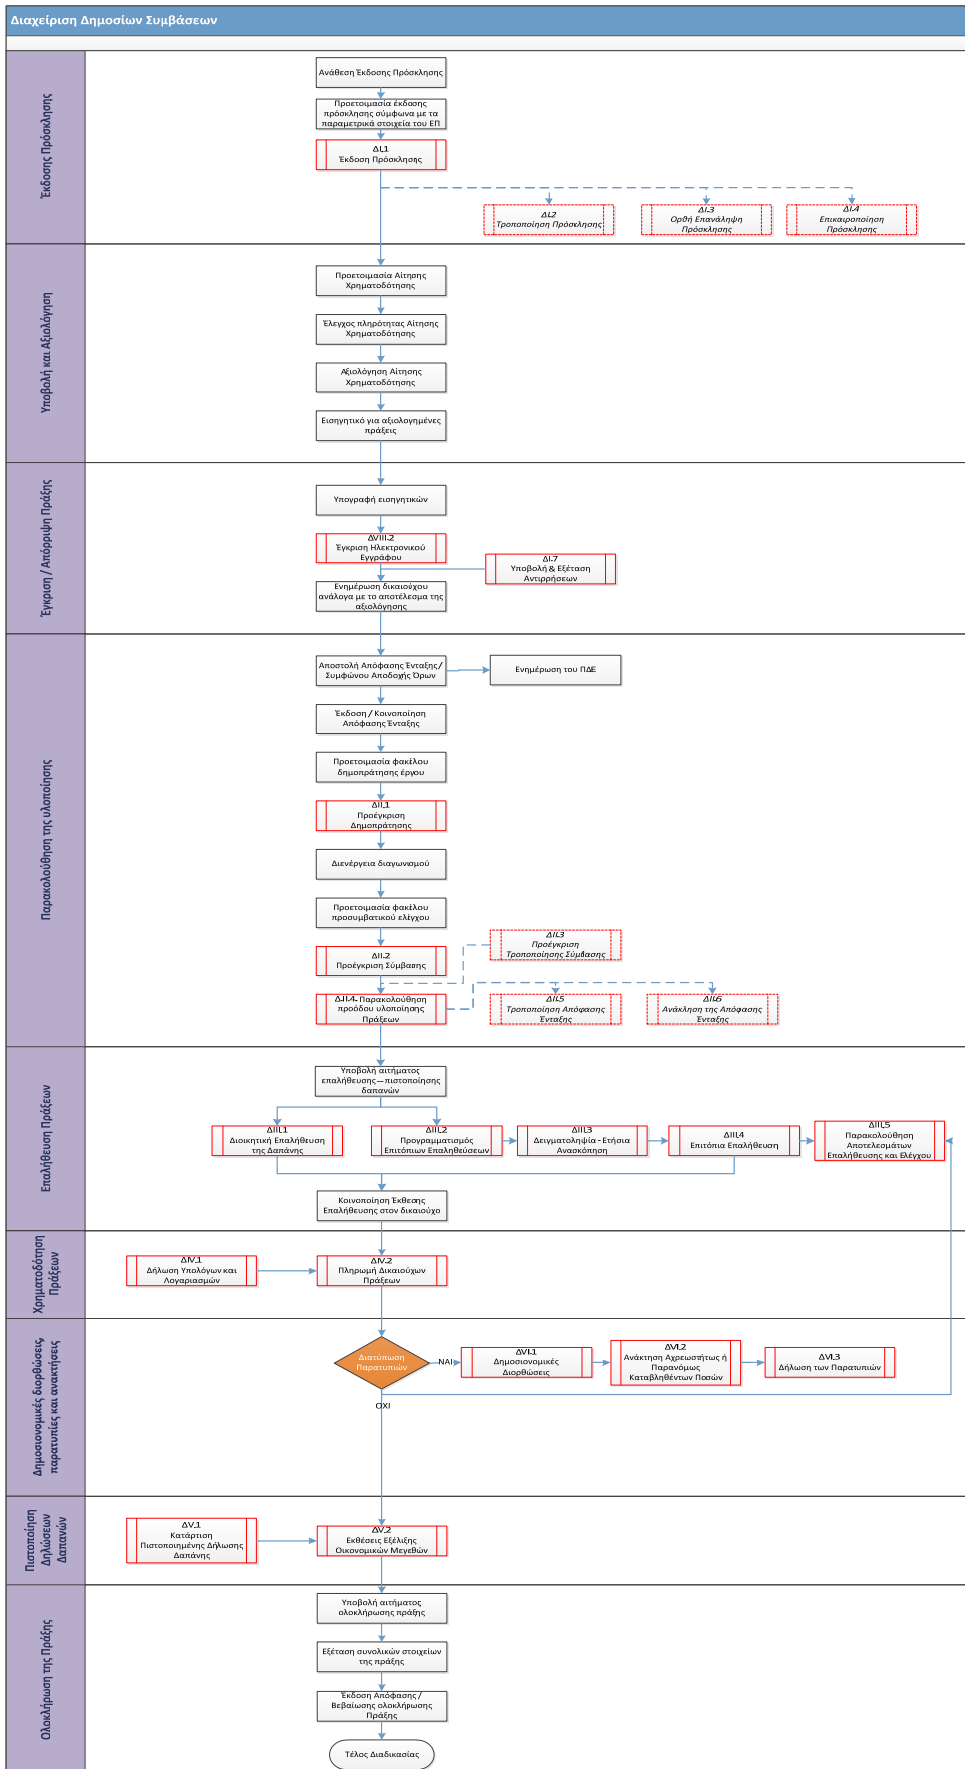 Διαχείριση Δημοσίων Συμβάσεων
Έκδοσης Πρόσκλησης
Ανάθεση Έκδοσης Πρόσκλησης
Προετοιμασία έκδοσης
πρόσκλησης σύμφωνα με τα
παραμετρικά στοιχεία του ΕΠ
ΔΙ.1
Έκδοση Πρόσκλησης
ΔΙ.2
Τροποποίηση Πρόσκλησης
ΔΙ.3
Ορθή Επανάληψη
Πρόσκλησης
ΔΙ.4
Επικαιροποίηση
Πρόσκλησης
Υποβολή και Αξιολόγηση
Προετοιμασία Αίτησης
Χρηματοδότησης
Έλεγχος πληρότητας Αίτησης
Χρηματοδότησης
Αξιολόγηση Αίτησης
Χρηματοδότησης
Εισηγητικό για αξιολογημένες
πράξεις
Έγκριση / Απόρριψη Πράξης
Υπογραφή εισηγητικών
ΔVIII.2
Έγκριση Ηλεκτρονικού
Εγγράφου
ΔΙ.7
Υποβολή & Εξέταση
Αντιρρήσεων
Ενημέρωση δικαιούχου
ανάλογα με το αποτέλεσμα της
αξιολόγησης
Παρακολούθηση της υλοποίησης
Αποστολή Απόφασης Ένταξης/
Συμφώνου Αποδοχής Όρων
Ενημέρωση του ΠΔΕ
Έκδοση / Κοινοποίηση
Απόφασης Ένταξης
Προετοιμασία φακέλου
δημοπράτησης έργου
ΔΙΙ.1
Προέγκριση
Δημοπράτησης
Διενέργεια διαγωνισμού
Προετοιμασία φακέλου
προσυμβατικού ελέγχου
ΔΙΙ.2
Προέγκριση Σύμβασης
ΔΙΙ.3
Προέγκριση
Τροποποίησης Σύμβασης
ΔΙΙ.4- Παρακολούθηση
προόδου υλοποίησης
Πράξεων
ΔΙΙ.5
Τροποποίηση Απόφασης
Ένταξης
ΔΙΙ.6
Ανάκληση της Απόφασης
Ένταξης
Επαλήθευση Πράξεων
Υποβολή αιτήματος
επαλήθευσης – πιστοποίησης
δαπανών
ΔΙΙΙ.1
Διοικητική Επαλήθευση
της Δαπάνης
ΔΙΙΙ.2
Προγραμματισμός
Επιτόπιων Επαληθεύσεων
ΔΙΙΙ.3
Δειγματοληψία - Ετήσια
Ανασκόπηση
ΔΙΙΙ.4
Επιτόπια Επαλήθευση
ΔΙΙΙ.5
Παρακολούθηση
Αποτελεσμάτων
Επαλήθευσης και Ελέγχου
Κοινοποίηση Έκθεσης
Επαλήθευσης στον δικαιούχο
Χρηματοδότηση
Πράξεων
ΔIV.1
Δήλωση Υπολόγων και
Λογαριασμών
ΔIV.2
Πληρωμή Δικαιούχων
Πράξεων
Δημοσιονομικές διορθώσεις,
παρατυπίες και ανακτήσεις
Διατύπωση
Παρατυπιών
ΝΑΙ
ΔVI.1
Δημοσιονομικές
Διορθώσεις
ΔVI.2
Ανάκτηση Αχρεωστήτως ή
Παρανόμως
Καταβληθέντων Ποσών
ΔVI.3
Δήλωση των Παρατυπιών
ΟΧΙ
Πιστοποίηση
Δηλώσεων
Δαπανών
ΔV.1
Κατάρτιση
Πιστοποιημένης Δήλωσης
Δαπάνης
ΔV.2
Εκθέσεις Εξέλιξης
Οικονομικών Μεγεθών
Ολοκλήρωση της Πράξης
Υποβολή αιτήματος
ολοκλήρωσης πράξης
Εξέταση συνολικών στοιχείων
της πράξης
Έκδοση Απόφασης /
Βεβαίωσης ολοκλήρωσης
Πράξης
Τέλος Διαδικασίας